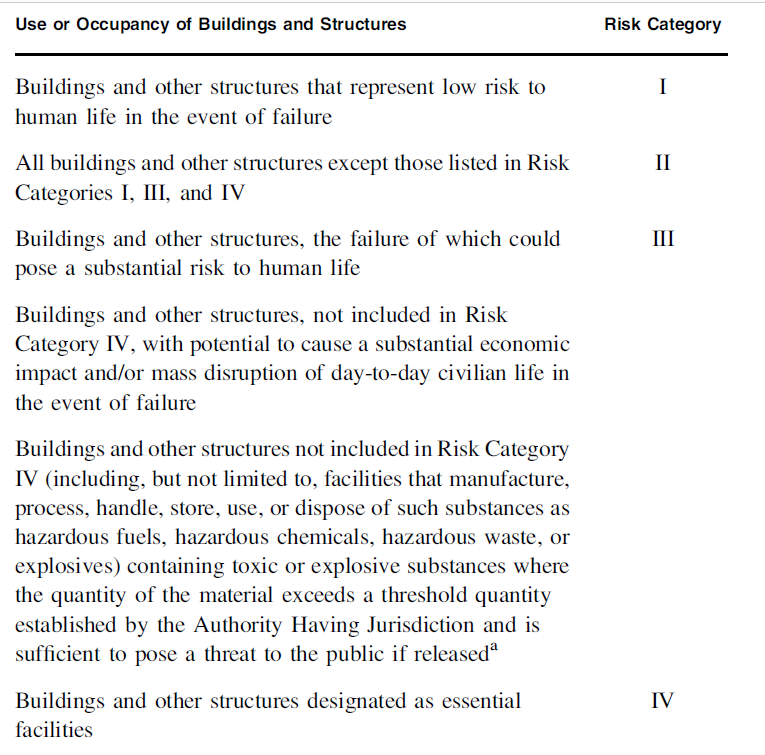 Use or Occupancy of Buildings and Structures Risk Category
Buildings and other structures that represent low risk to I
human life in the event of failure
All buildings and other structures except those listed in Risk II
Categories I, III, and IV
Buildings and other structures, the failure of which could III
pose a substantial risk to human life
Buildings and other structures, not included in Risk
Category IV, with potential to cause a substantial economic
impact and/or mass disruption of day-to-day civilian life in
the event of failure
Buildings and other structures not included in Risk Category
IV (including, but not limited to, facilities that manufacture,
process, handle, store, use, or dispose of such substances as
hazardous fuels, hazardous chemicals, hazardous waste, or
explosives) containing toxic or explosive substances where
the quantity of the material exceeds a threshold quantity
established by the Authority Having Jurisdiction and is
sufficient to pose a threat to the public if releasedᵃ
Buildings and other structures designated as essential IV
facilities